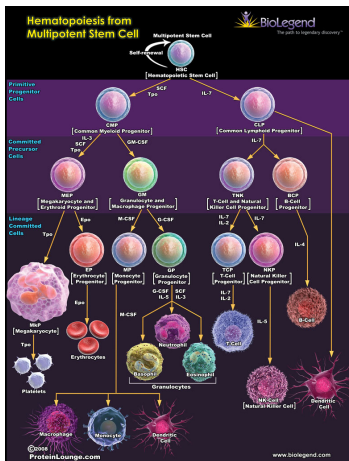 Hematopoiesis from
Multipotent Stem Cell
BioLegend
The path to legendary discovery
Multipotent Stem Cell
Self-renewal
HSC
[Hematopoietic Stem Cell]
Primitive
Progenitor
Cells
SCF
Tpo
IL-7
CMP
[Common Myeloid Progenitor]
CLP
[Common Lymphoid Progenitor]
Committed
Precursor
Cells
IL-3
SCF
Tpo
GM-CSF
IL-7
MEP
[Megakaryocyte and
Erythroid Progenitor]
GM
[Granulocyte and
Macrophage Progenitor]
TNK
[T-Cell and Natural
Killer Cell Progenitor]
BCP
[B-Cell
Progenitor]
Lineage
Committed
Cells
Tpo
Epo
M-CSF
G-CSF
IL-7
IL-2
IL-7
IL-4
EP
[Erythrocyte
Progenitor]
MP
[Monocyte
Progenitor]
GP
[Granulocyte
Progenitor]
TCP
[T-Cell
Progenitor]
NKP
[Natural Killer
Cell Progenitor]
MkP
[Megakaryocyte]
Epo
M-CSF
G-CSF
IL-5
SCF
IL-3
IL-7
IL-2
IL-5
B-Cell
Tpo
Erythrocytes
Neutrophil
T-Cell
Platelets
Basophil
Eosinophil
Granulocytes
NK-Cell
[Natural-Killer Cell]
Dendritic
Cell
Macrophage
Monocyte
Dendritic
Cell
©2008
ProteinLounge.com
www.biolegend.com